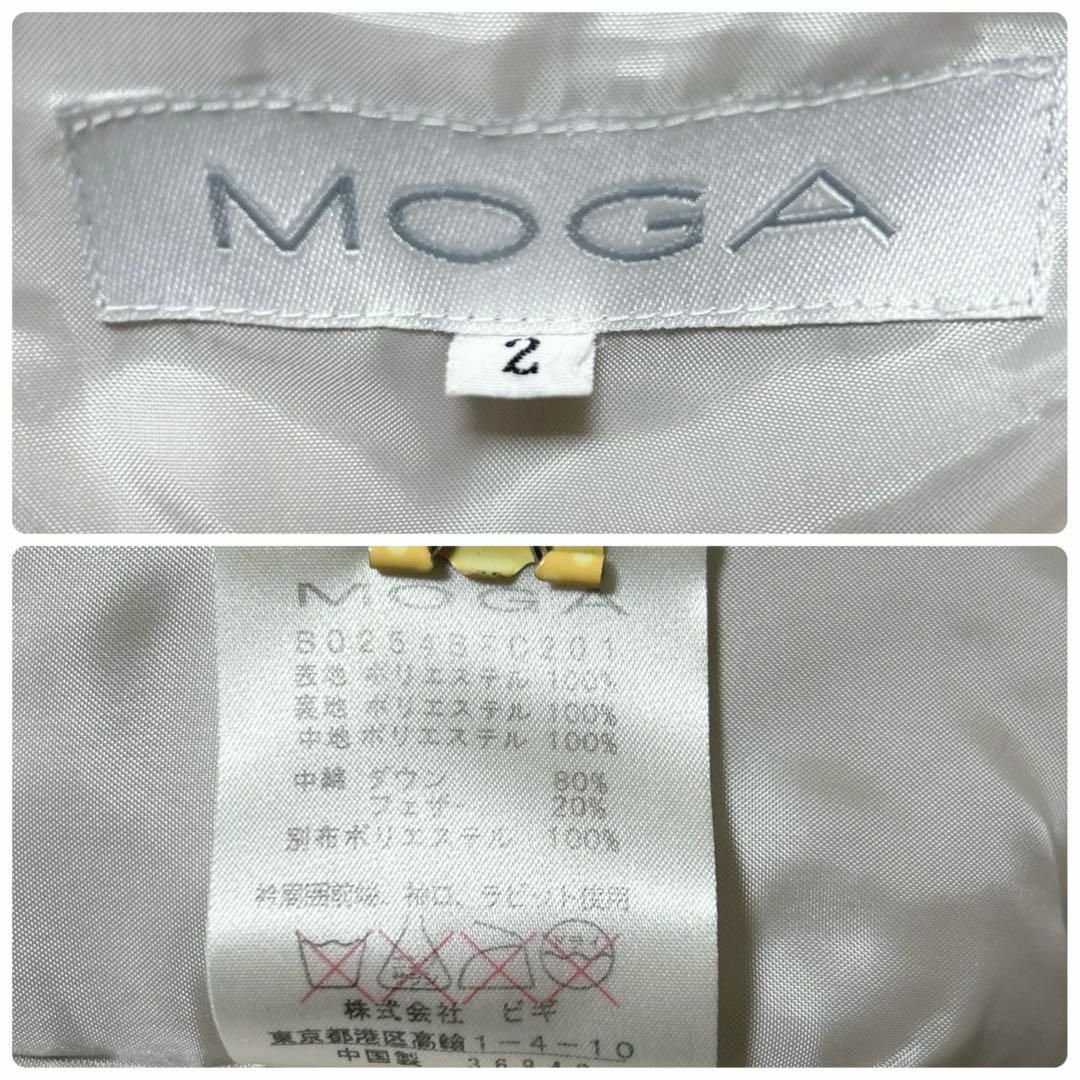 MOGA
2
MOGA
表地 ポリエステル 100%
裏地 ポリエステル 100%
中地 ポリエステル 100%
中綿 ダウン 80%
フェザー 20%
別布ポリエステル 100%
衿周囲前端、袖口、ラビット使用
株式会社 ビギ
東京都港区高輪1-4-10
中国製